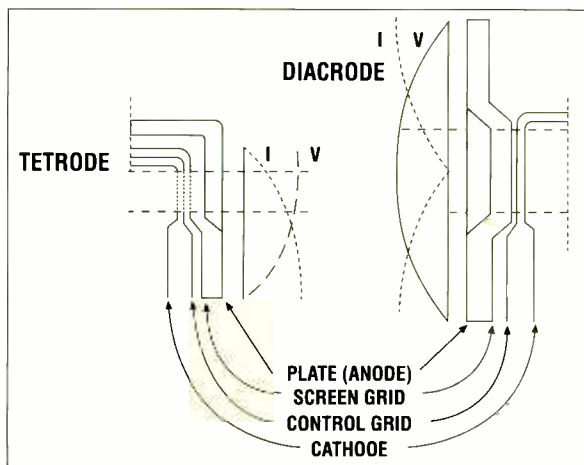 I V
DIACRODE
I V
TETRODE
PLATE (ANODE)
SCREEN GRID
CONTROL GRID
CATHOOE